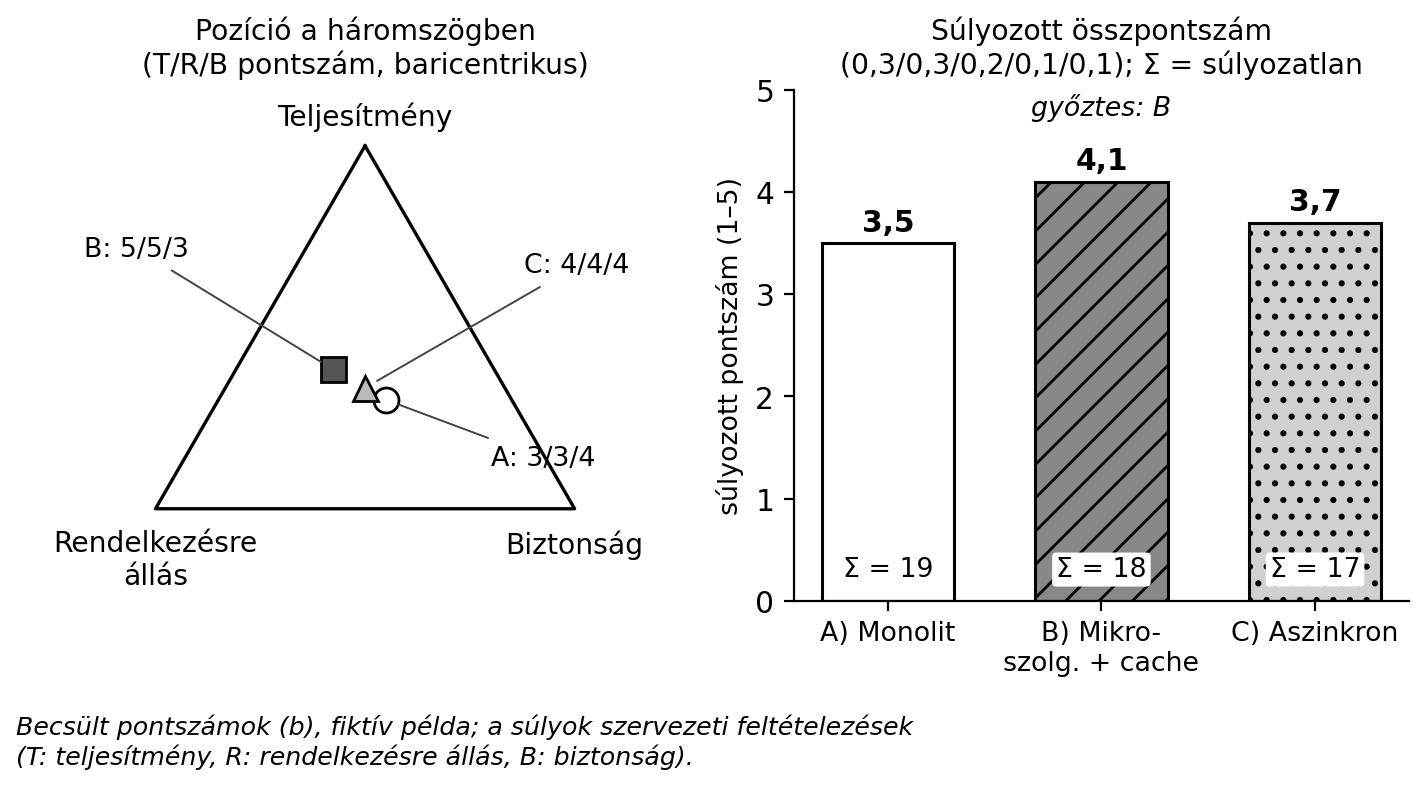 Pozíció a háromszögben
(T/R/B pontszám, baricentrikus)
Teljesítmény
B: 5/5/3
C: 4/4/4
A: 3/3/4
Rendelkezésre
állás
Biztonság
Súlyozott összpontszám
(0,3/0,3/0,2/0,1/0,1); Σ = súlyozatlan
győztes: B
súlyozott pontszám (1–5)
5
4
3
2
1
0
3,5
4,1
3,7
Σ = 19
Σ = 18
Σ = 17
A) Monolit
B) Mikro-
szolg. + cache
C) Aszinkron
Becsült pontszámok (b), fiktív példa; a súlyok szervezeti feltételezések
(T: teljesítmény, R: rendelkezésre állás, B: biztonság).